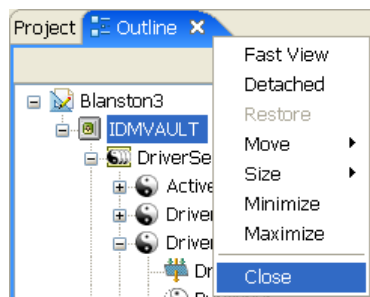 Project Outline
Fast View
Detached
Restore
Move
Size
Minimize
Maximize
Close
Blanston3
IDMVAULT
DriverSe
Active
Driver
Driver
Dr